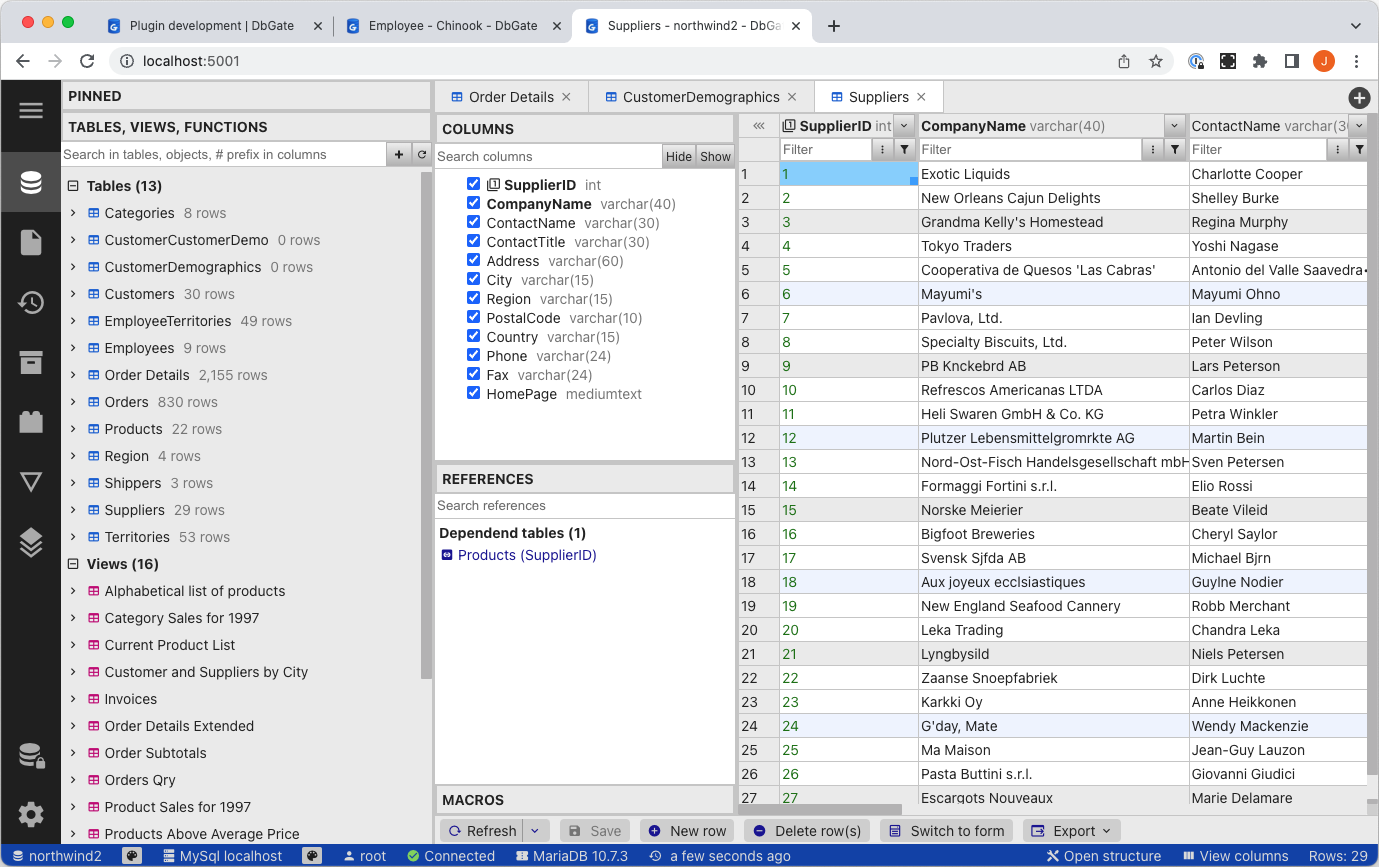 Plugin development | DbGate
Employee - Chinook - DbGate
Suppliers - northwind2 - DbGa
localhost:5001
J
PINNED
TABLES, VIEWS, FUNCTIONS
Search in tables, objects, # prefix in columns
Tables (13)
Categories 8 rows
CustomerCustomerDemo 0 rows
CustomerDemographics 0 rows
Customers 30 rows
EmployeeTerritories 49 rows
Employees 9 rows
Order Details 2,155 rows
Orders 830 rows
Products 22 rows
Region 4 rows
Shippers 3 rows
Suppliers 29 rows
Territories 53 rows
Views (16)
Alphabetical list of products
Category Sales for 1997
Current Product List
Customer and Suppliers by City
Invoices
Order Details Extended
Order Subtotals
Orders Qry
Product Sales for 1997
Products Above Average Price
Order Details
CustomerDemographics
Suppliers
COLUMNS
Search columns
Hide Show
SupplierID int
CompanyName varchar(40)
ContactName varchar(30)
ContactTitle varchar(30)
Address varchar(60)
City varchar(15)
Region varchar(15)
PostalCode varchar(10)
Country varchar(15)
Phone varchar(24)
Fax varchar(24)
HomePage mediumtext
REFERENCES
Search references
Dependend tables (1)
Products (SupplierID)
MACROS
SupplierID int CompanyName varchar(40) ContactName varchar(3
Filter Filter Filter
1 1 Exotic Liquids Charlotte Cooper
2 2 New Orleans Cajun Delights Shelley Burke
3 3 Grandma Kelly's Homestead Regina Murphy
4 4 Tokyo Traders Yoshi Nagase
5 5 Cooperativa de Quesos 'Las Cabras' Antonio del Valle Saavedra
6 6 Mayumi's Mayumi Ohno
7 7 Pavlova, Ltd. Ian Devling
8 8 Specialty Biscuits, Ltd. Peter Wilson
9 9 PB Knckebrd AB Lars Peterson
10 10 Refrescos Americanas LTDA Carlos Diaz
11 11 Heli Swaren GmbH & Co. KG Petra Winkler
12 12 Plutzer Lebensmittelgromrkte AG Martin Bein
13 13 Nord-Ost-Fisch Handelsgesellschaft mbH Sven Petersen
14 14 Formaggi Fortini s.r.l. Elio Rossi
15 15 Norske Meierier Beate Vileid
16 16 Bigfoot Breweries Cheryl Saylor
17 17 Svensk Sjfda AB Michael Bjrn
18 18 Aux joyeux ecclsiastiques Guylne Nodier
19 19 New England Seafood Cannery Robb Merchant
20 20 Leka Trading Chandra Leka
21 21 Lyngbysild Niels Petersen
22 22 Zaanse Snoepfabriek Dirk Luchte
23 23 Karkki Oy Anne Heikkonen
24 24 G'day, Mate Wendy Mackenzie
25 25 Ma Maison Jean-Guy Lauzon
26 26 Pasta Buttini s.r.l. Giovanni Giudici
27 27 Escargots Nouveaux Marie Delamare
Refresh Save New row Delete row(s) Switch to form Export
northwind2 MySql localhost root Connected MariaDB 10.7.3 a few seconds ago Open structure View columns Rows: 29